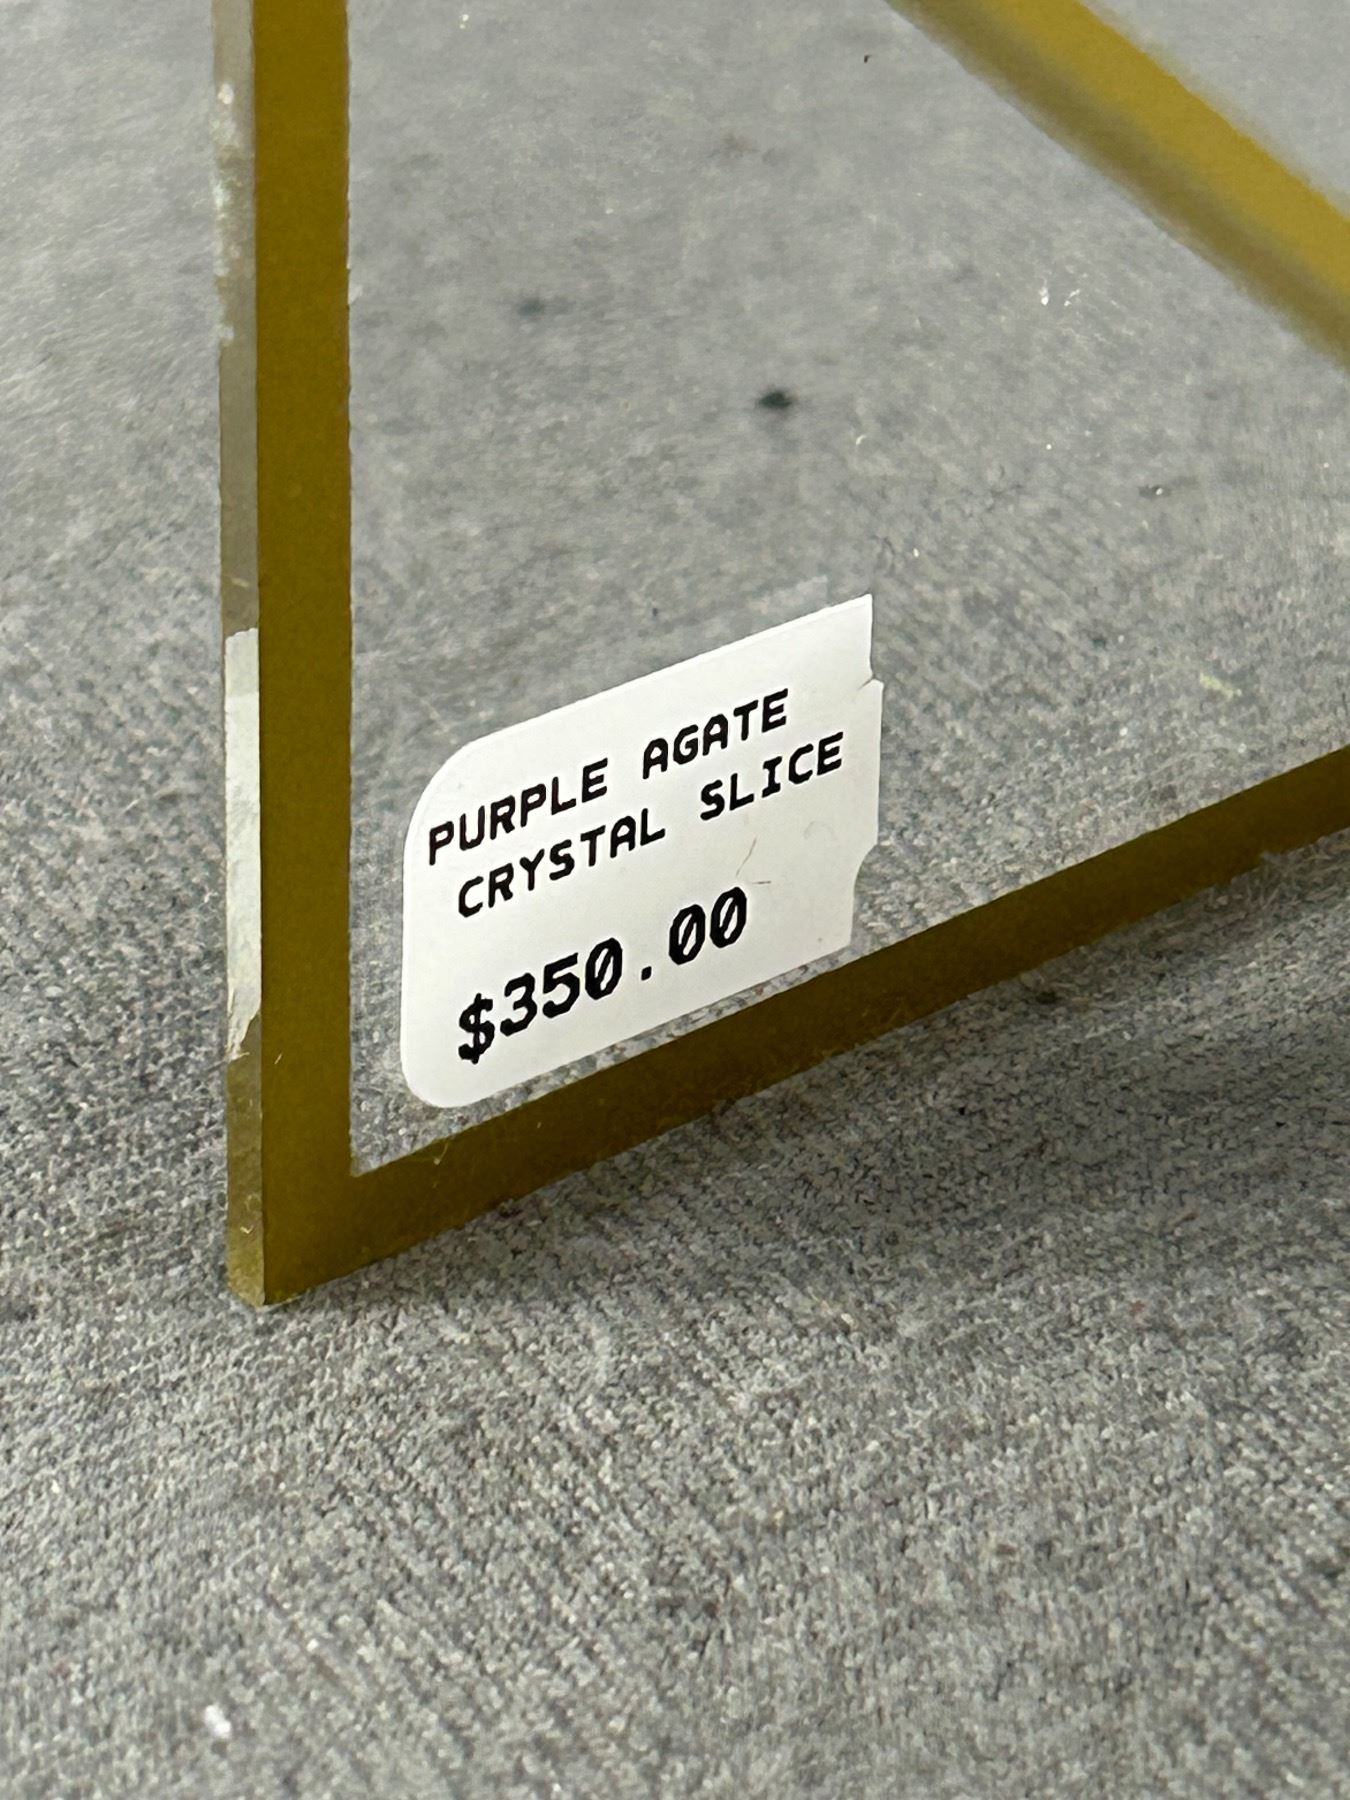 PURPLE AGATE
CRYSTAL SLICE
$350.00